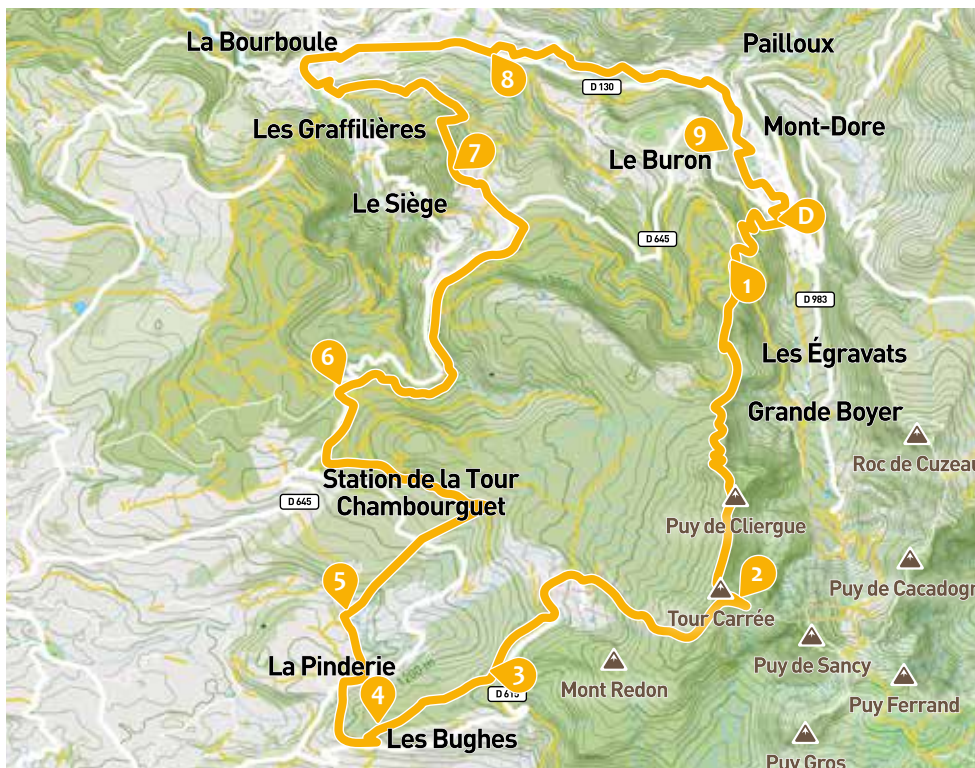 La Bourboule
Pailloux
8
D 130
Les Graffilières
Mont-Dore
9
Le Buron
7
Le Siège
D
D 645
1
D 983
6
Les Égravats
Grande Boyer
Roc de Cuzeau
Station de la Tour
Chambourguet
D 645
Puy de Cliergue
5
2
Puy de Cacadogn
Tour Carrée
La Pinderie
Puy de Sancy
3
Mont Redon
4
D 615
Puy Ferrand
Les Bughes
Puy Gros